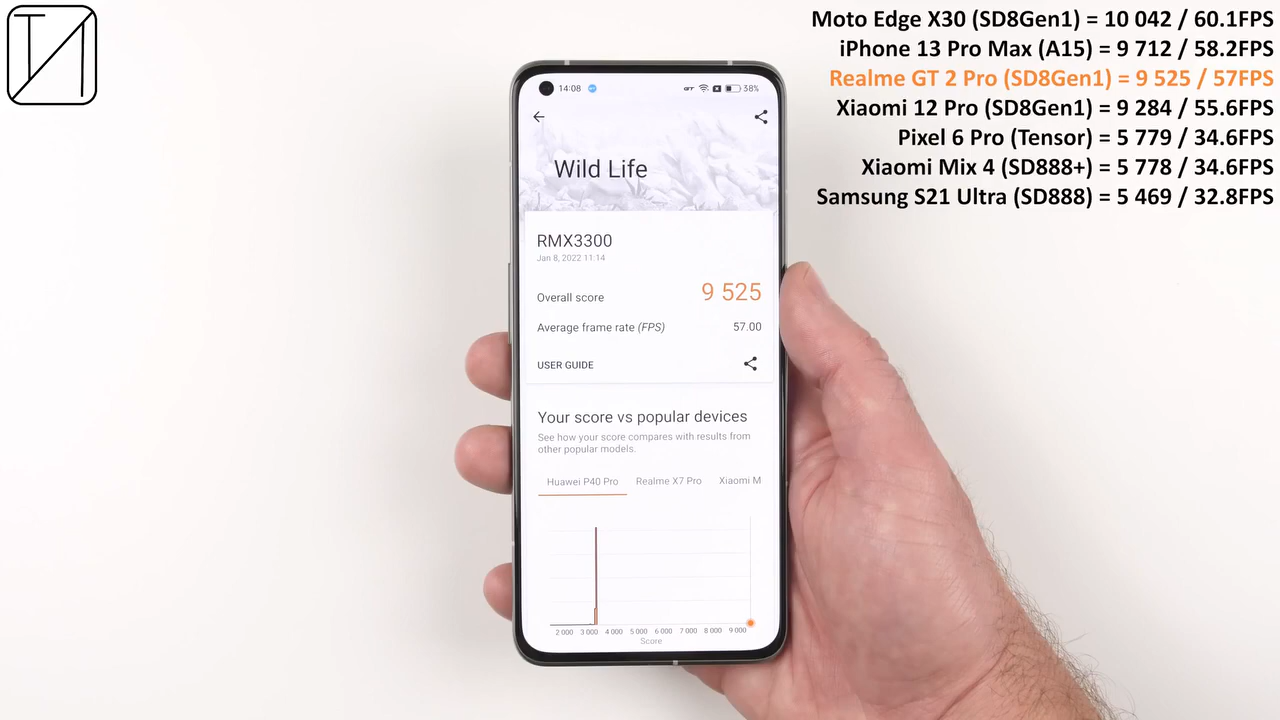 TN
Moto Edge X30 (SD8Gen1) = 10 042 / 60.1FPS
iPhone 13 Pro Max (A15) = 9 712 / 58.2FPS
Realme GT 2 Pro (SD8Gen1) = 9 525 / 57FPS
Xiaomi 12 Pro (SD8Gen1) = 9 284 / 55.6FPS
Pixel 6 Pro (Tensor) = 5 779 / 34.6FPS
Xiaomi Mix 4 (SD888+) = 5 778 / 34.6FPS
Samsung S21 Ultra (SD888) = 5 469 / 32.8FPS
14:08 GT 38%
Wild Life
RMX3300
Jan 8, 2022 11:14
Overall score 9 525
Average frame rate (FPS) 57.00
USER GUIDE
Your score vs popular devices
See how your score compares with results from
other popular models.
Huawei P40 Pro Realme X7 Pro Xiaomi M
2 000 3 000 4 000 5 000 6 000 7 000 8 000 9 000
Score